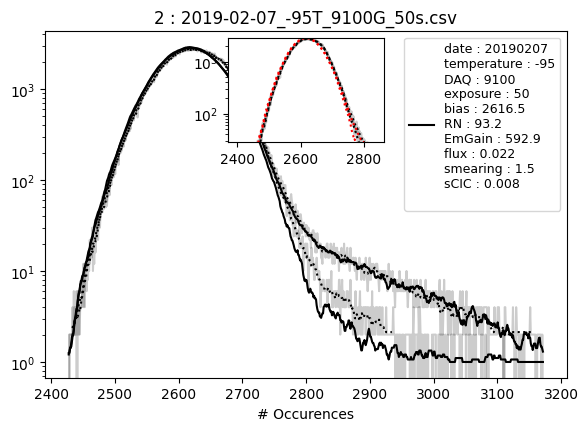 2 : 2019-02-07_-95T_9100G_50s.csv
10³
10²
10¹
10⁰
10³
10²
2400 2600 2800
date : 20190207
temperature : -95
DAQ : 9100
exposure : 50
bias : 2616.5
RN : 93.2
EmGain : 592.9
flux : 0.022
smearing : 1.5
sCIC : 0.008
2400 2500 2600 2700 2800 2900 3000 3100 3200
# Occurences